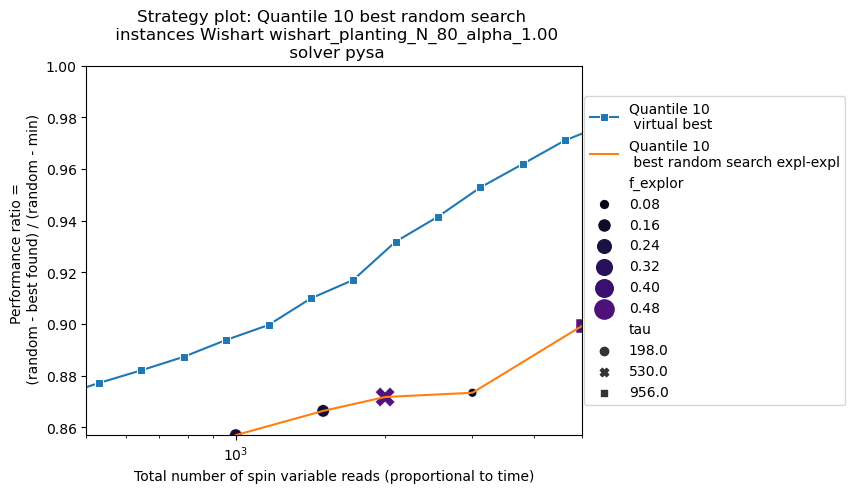 Strategy plot: Quantile 10 best random search
instances Wishart wishart_planting_N_80_alpha_1.00
solver pysa
1.00
0.98
0.96
0.94
0.92
0.90
0.88
0.86
Performance ratio =
(random - best found) / (random - min)
10^3
Total number of spin variable reads (proportional to time)
Quantile 10
virtual best
Quantile 10
best random search expl-expl
f_explor
0.08
0.16
0.24
0.32
0.40
0.48
tau
198.0
530.0
956.0